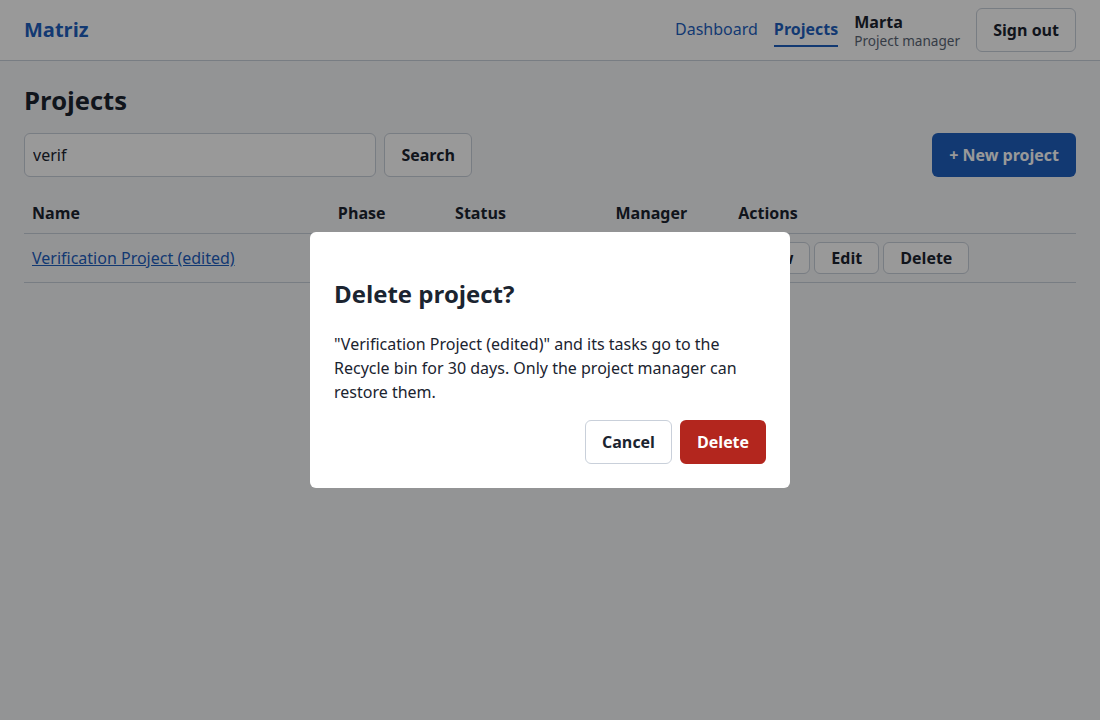 Matriz
Dashboard Projects Marta
Project manager
Sign out
Projects
verif
Search
+ New project
Name Phase Status Manager Actions
Verification Project (edited)
Edit Delete
Delete project?
"Verification Project (edited)" and its tasks go to the
Recycle bin for 30 days. Only the project manager can
restore them.
Cancel Delete